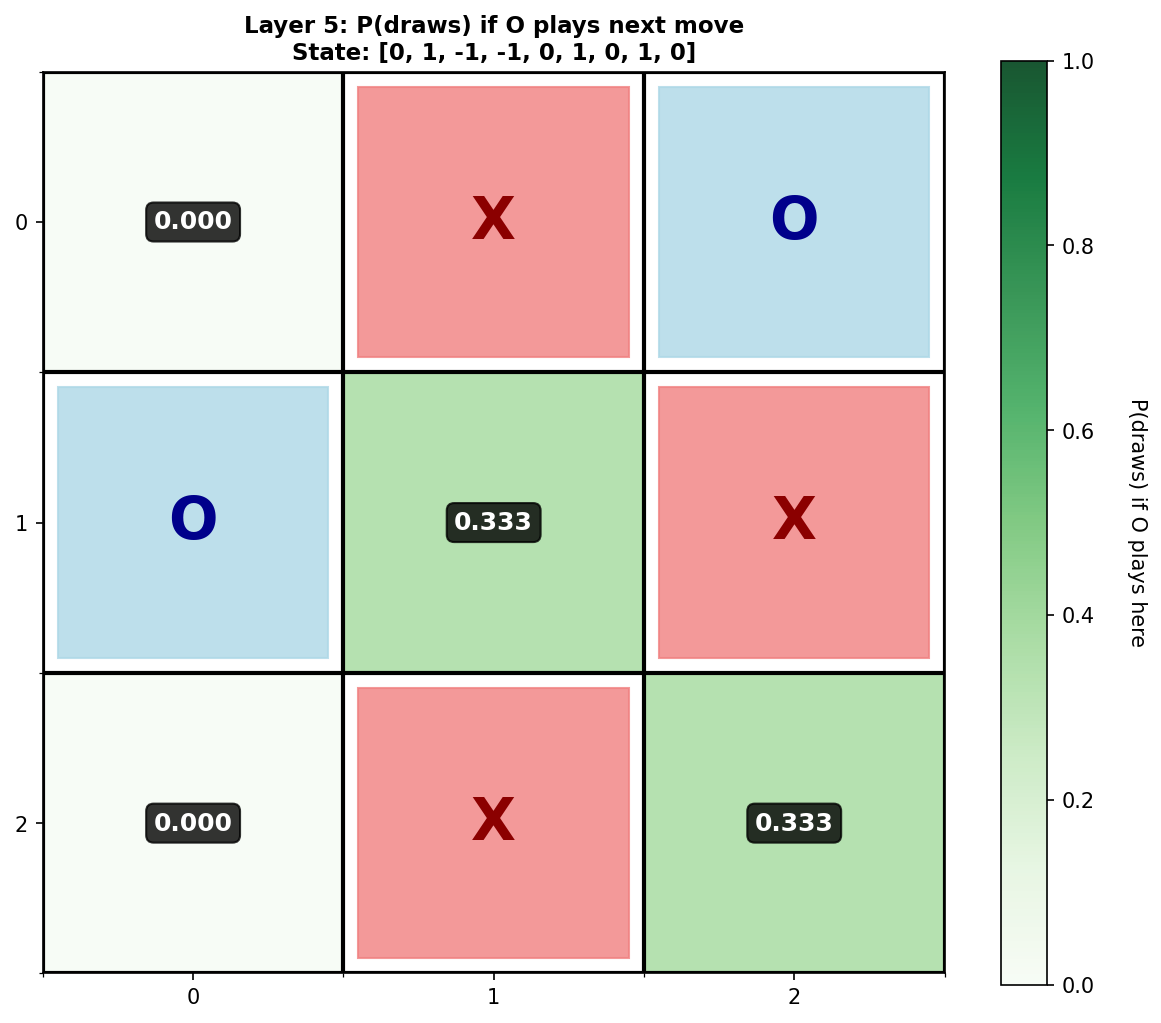 Layer 5: P(draws) if O plays next move
State: [0, 1, -1, -1, 0, 1, 0, 1, 0]
0
0.000
X
O
1
O
0.333
X
2
0.000
X
0.333
0
1
2
1.0
0.8
0.6
0.4
0.2
0.0
P(draws) if O plays here